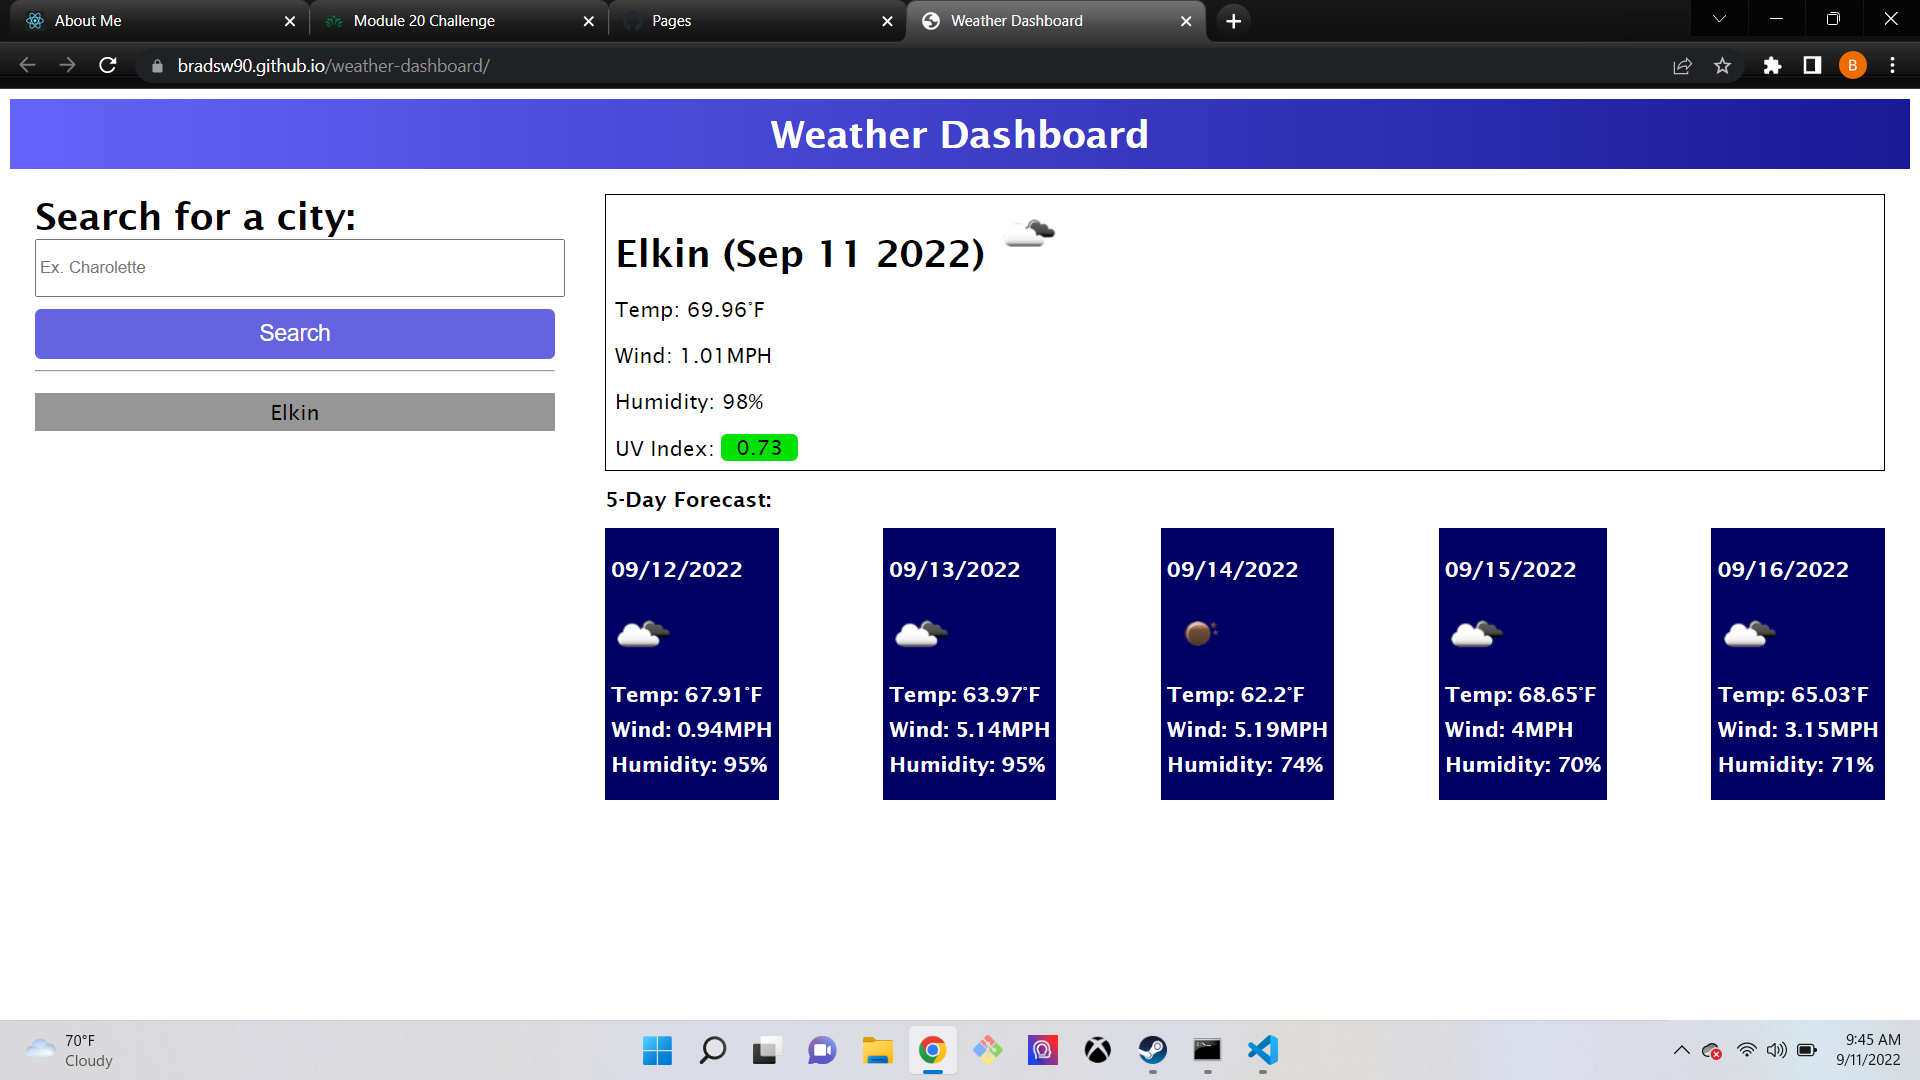 About Me
Module 20 Challenge
Pages
Weather Dashboard
bradsw90.github.io/weather-dashboard/
B
Weather Dashboard
Search for a city:
Ex. Charolette
Search
Elkin
Elkin (Sep 11 2022)
Temp: 69.96°F
Wind: 1.01MPH
Humidity: 98%
UV Index: 0.73
5-Day Forecast:
09/12/2022
Temp: 67.91°F
Wind: 0.94MPH
Humidity: 95%
09/13/2022
Temp: 63.97°F
Wind: 5.14MPH
Humidity: 95%
09/14/2022
Temp: 62.2°F
Wind: 5.19MPH
Humidity: 74%
09/15/2022
Temp: 68.65°F
Wind: 4MPH
Humidity: 70%
09/16/2022
Temp: 65.03°F
Wind: 3.15MPH
Humidity: 71%
70°F
Cloudy
9:45 AM
9/11/2022